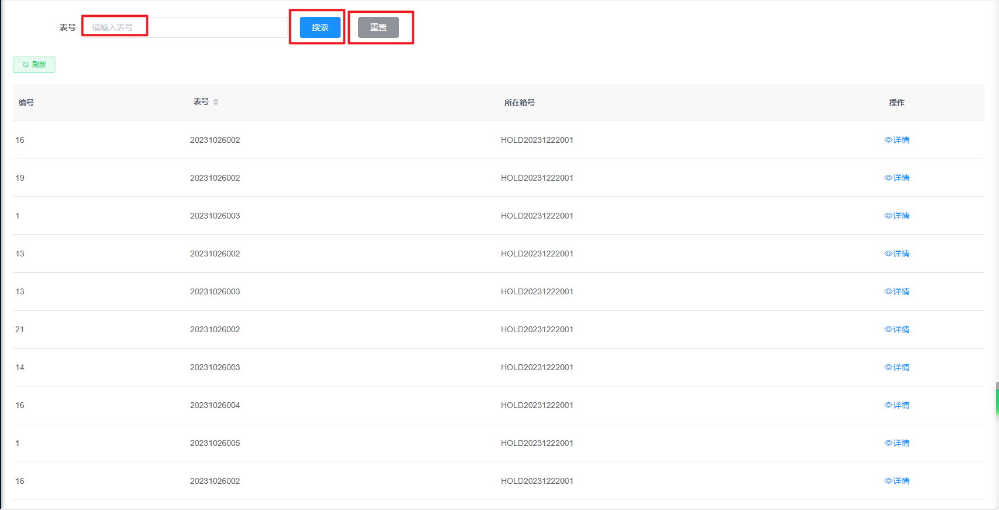 表号 请输入表号 搜索 重置
刷新
编号 表号 所在箱号 操作
16 20231026002 HOLD20231222001 详情
19 20231026002 HOLD20231222001 详情
1 20231026003 HOLD20231222001 详情
13 20231026002 HOLD20231222001 详情
13 20231026003 HOLD20231222001 详情
21 20231026002 HOLD20231222001 详情
14 20231026003 HOLD20231222001 详情
16 20231026004 HOLD20231222001 详情
1 20231026005 HOLD20231222001 详情
16 20231026002 HOLD20231222001 详情